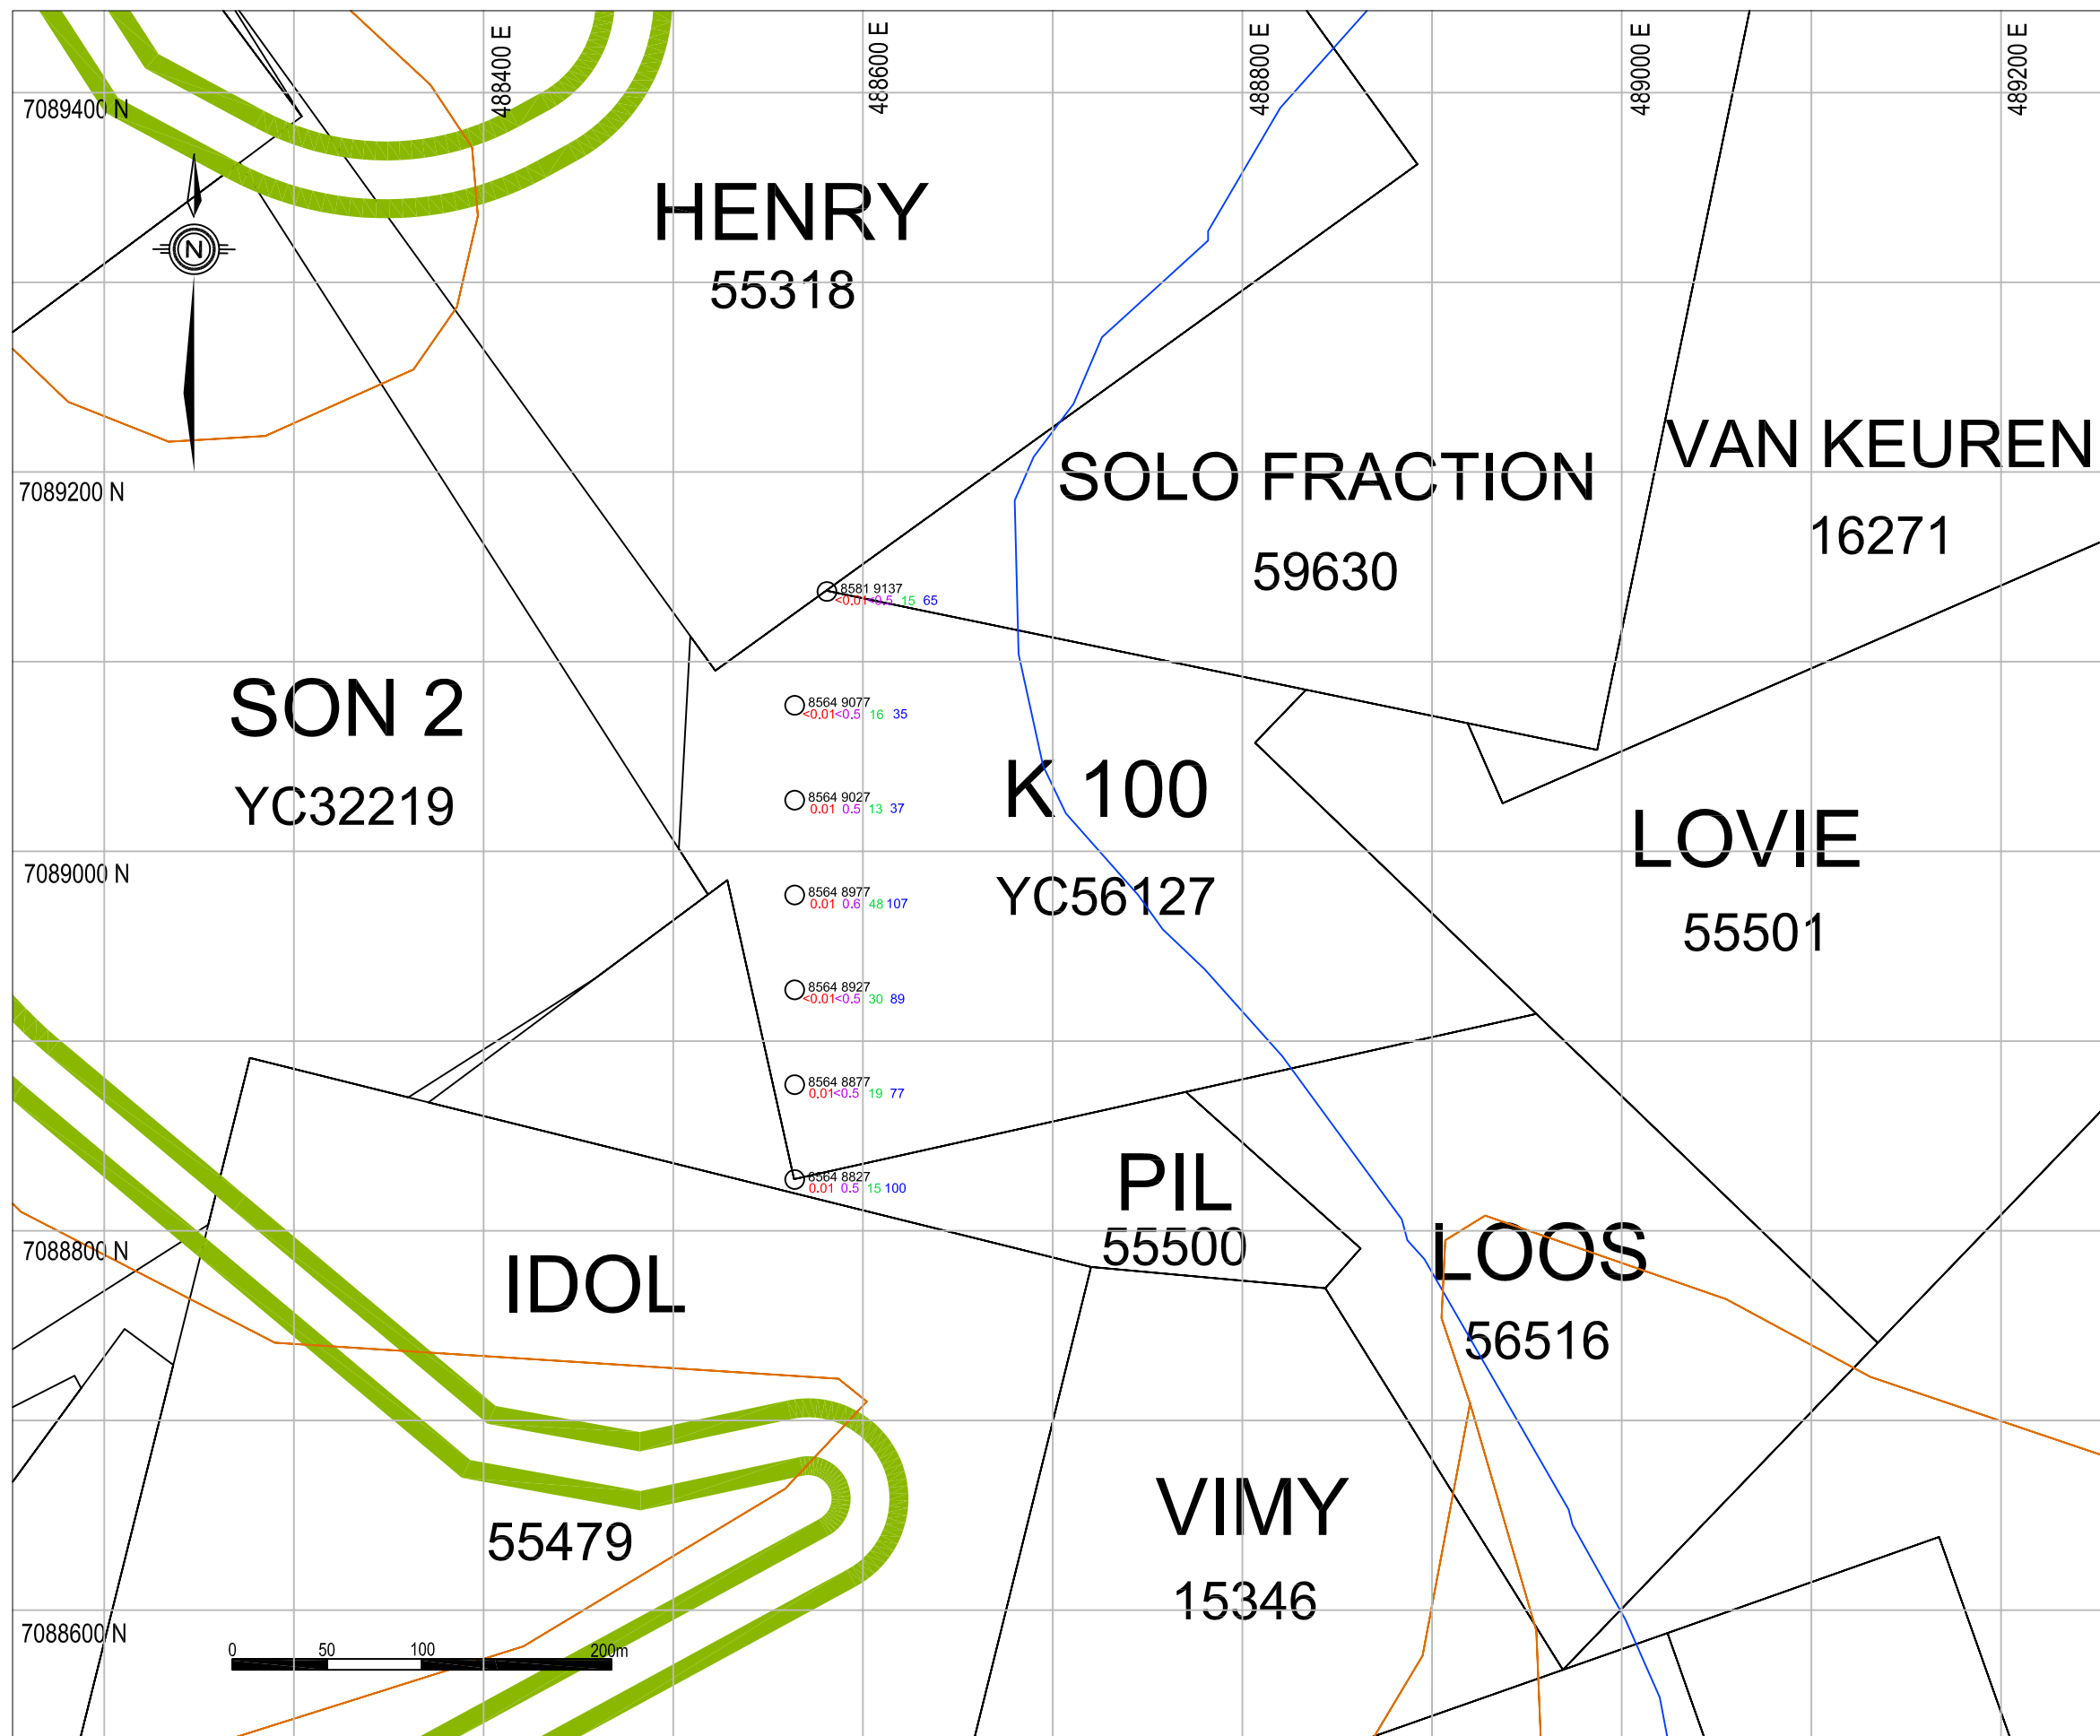 488400 E
488600 E
488800 E
489000 E
489200 E
7089400 N
HENRY
55318
N
SOLO FRACTION
59630
VAN KEUREN
16271
7089200 N
8581 9137
<0.01 <0.5 15 65
SON 2
YC32219
8564 9077
<0.01 <0.5 16 35
8564 9027
0.01 0.5 13 37
K 100
YC56127
LOVIE
55501
7089000 N
8564 8977
0.01 0.6 48 107
8564 8927
<0.01 <0.5 30 89
8564 8877
0.01 <0.5 19 77
8564 8827
0.01 0.5 15 100
PIL
55500
7088800 N
IDOL
55479
LOOS
56516
VIMY
15346
7088600 N
0 50 100 200m